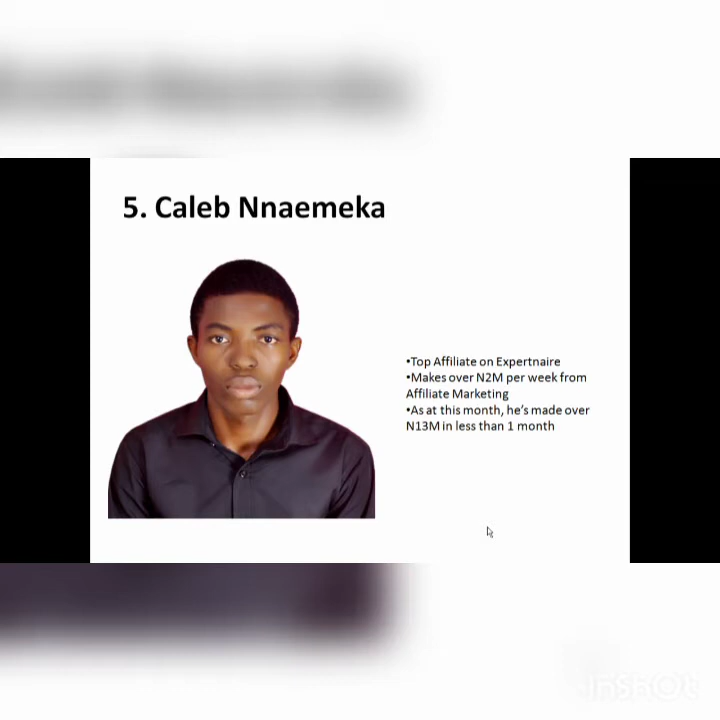 5. Caleb Nnaemeka
•Top Affiliate on Expertnaire
•Makes over N2M per week from
Affiliate Marketing
•As at this month, he's made over
N13M in less than 1 month
InShOt